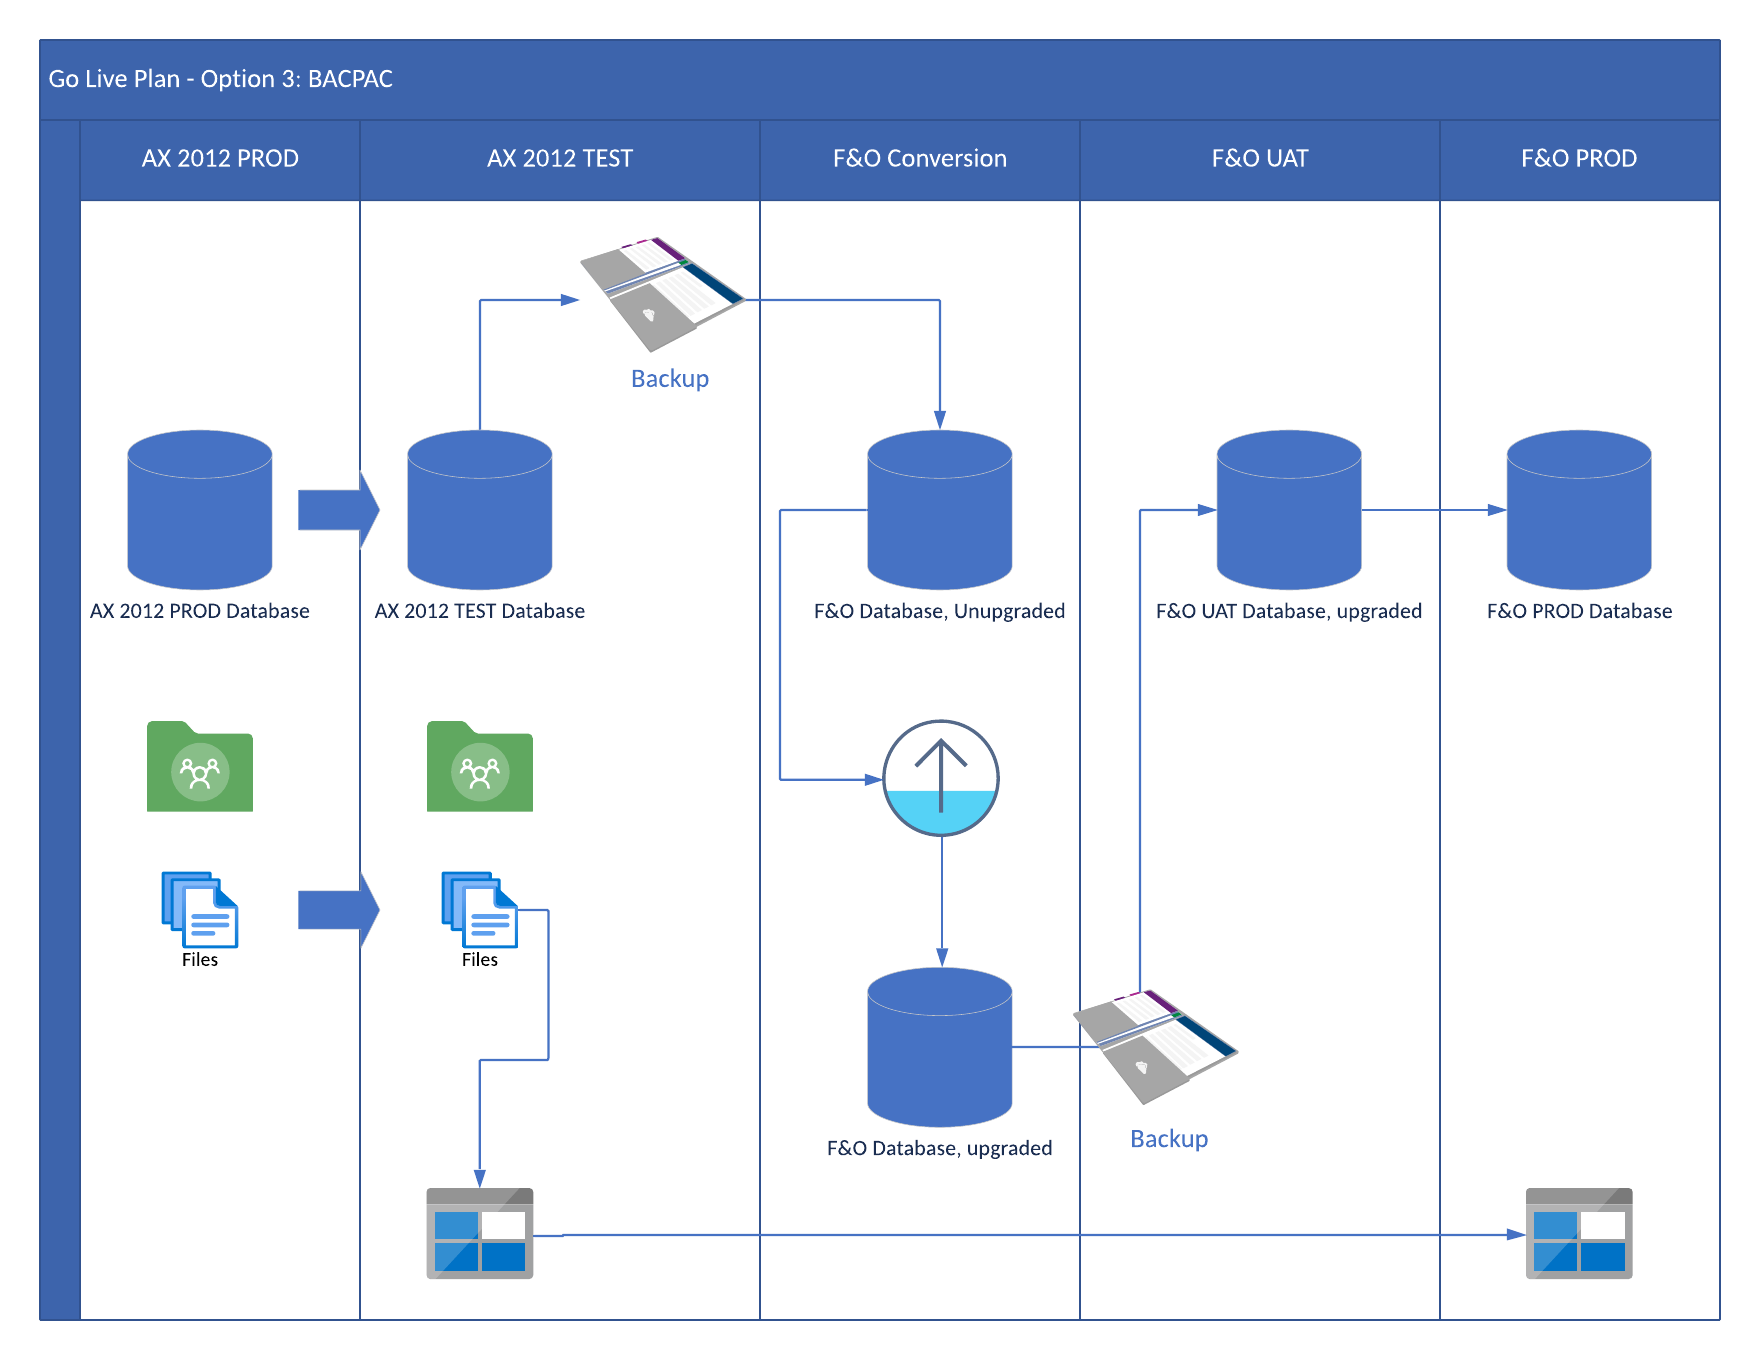 Go Live Plan - Option 3: BACPAC
AX 2012 PROD
AX 2012 TEST
F&O Conversion
F&O UAT
F&O PROD
Backup
AX 2012 PROD Database
AX 2012 TEST Database
F&O Database, Unupgraded
F&O UAT Database, upgraded
F&O PROD Database
Files
Files
F&O Database, upgraded
Backup